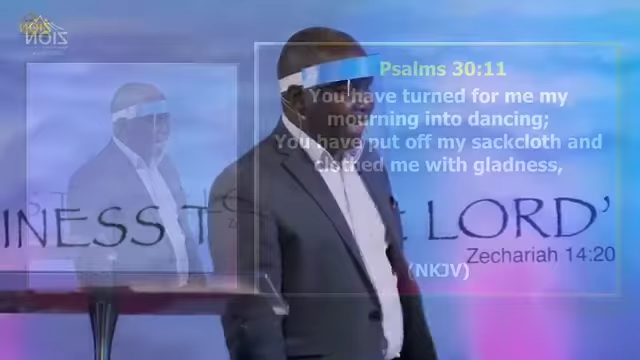 ZION
Psalms 30:11
You have turned for me my
mourning into dancing;
You have put off my sackcloth and
clothed me with gladness,
(NKJV)
INESS T LORD’
Zechariah 14:20